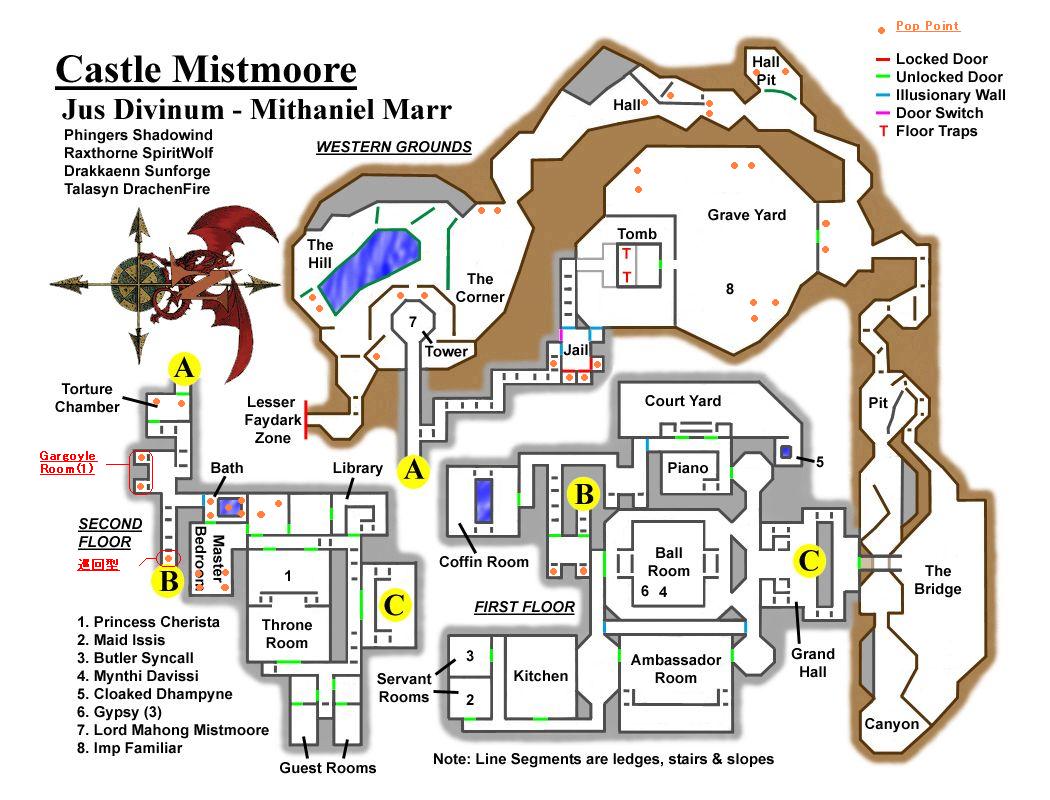 Castle Mistmoore
Jus Divinum - Mithaniel Marr
Phingers Shadowind
Raxthorne SpiritWolf
Drakkaenn Sunforge
Talasyn DrachenFire
Pop Point
Locked Door
Unlocked Door
Illusionary Wall
Door Switch
T Floor Traps
WESTERN GROUNDS
Hall
Hall
Pit
Grave Yard
Tomb
T
T
8
The
Hill
The
Corner
7
Tower
Jail
Lesser
Faydark
Zone
A
A
Torture
Chamber
Gargoyle
Room(1)
Bath
Library
SECOND
FLOOR
巡回型
B
Master
Bedroom
1
Throne
Room
C
Guest Rooms
1. Princess Cherista
2. Maid Issis
3. Butler Syncall
4. Mynthi Davissi
5. Cloaked Dhampyne
6. Gypsy (3)
7. Lord Mahong Mistmoore
8. Imp Familiar
Court Yard
Piano
5
B
Coffin Room
FIRST FLOOR
Ball
Room
6 4
C
Grand
Hall
Servant
Rooms
3
2
Kitchen
Ambassador
Room
Pit
The
Bridge
Canyon
Note: Line Segments are ledges, stairs & slopes